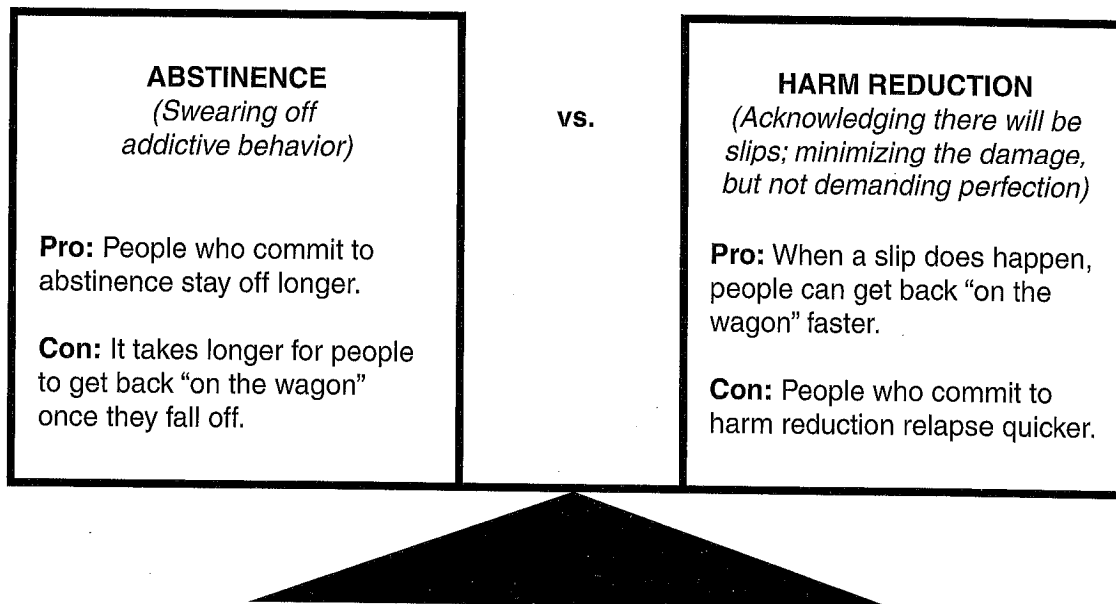 ABSTINENCE
(Swearing off
addictive behavior)
Pro: People who commit to
abstinence stay off longer.
Con: It takes longer for people
to get back “on the wagon”
once they fall off.
vs.
HARM REDUCTION
(Acknowledging there will be
slips; minimizing the damage,
but not demanding perfection)
Pro: When a slip does happen,
people can get back “on the
wagon” faster.
Con: People who commit to
harm reduction relapse quicker.